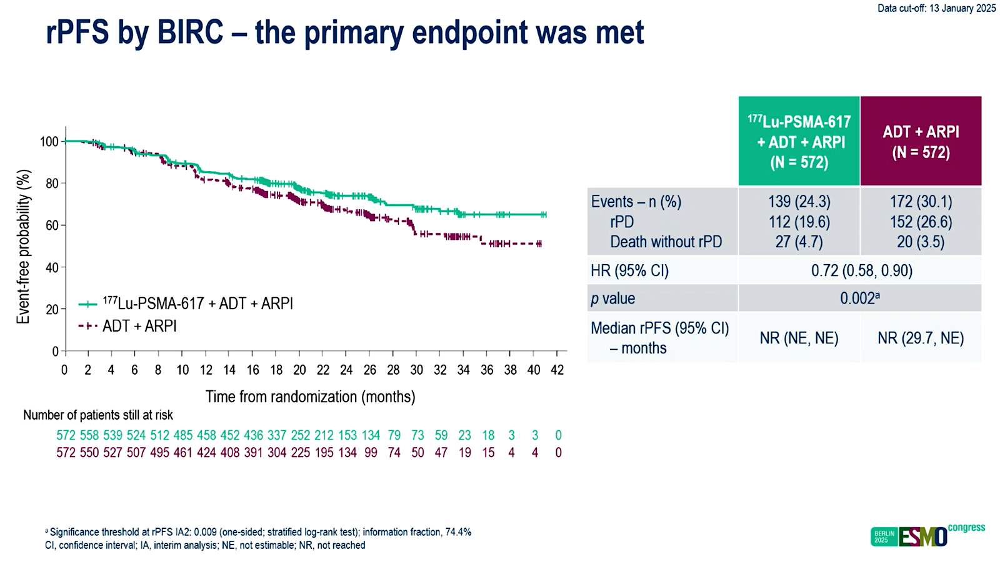 Data cut-off: 13 January 2025
rPFS by BIRC – the primary endpoint was met
Event-free probability (%)
100
80
60
40
20
0
¹⁷⁷Lu-PSMA-617 + ADT + ARPI
ADT + ARPI
0 2 4 6 8 10 12 14 16 18 20 22 24 26 28 30 32 34 36 38 40 42
Time from randomization (months)
Number of patients still at risk
572 558 539 524 512 485 458 452 436 337 252 212 153 134 79 73 59 23 18 3 3 0
572 550 527 507 495 461 424 408 391 304 225 195 134 99 74 50 47 19 15 4 4 0
¹⁷⁷Lu-PSMA-617
+ ADT + ARPI
(N = 572)
ADT + ARPI
(N = 572)
Events – n (%) 139 (24.3) 172 (30.1)
rPD 112 (19.6) 152 (26.6)
Death without rPD 27 (4.7) 20 (3.5)
HR (95% CI) 0.72 (0.58, 0.90)
p value 0.002ᵃ
Median rPFS (95% CI)
– months
NR (NE, NE) NR (29.7, NE)
ᵃ Significance threshold at rPFS IA2: 0.009 (one-sided; stratified log-rank test); information fraction, 74.4%
CI, confidence interval; IA, interim analysis; NE, not estimable; NR, not reached
BERLIN
2025
ESMO congress